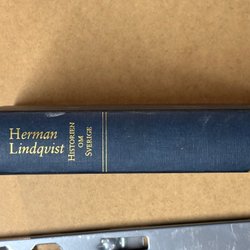 Herman
Lindqvist
HISTORIEN
OM
SVERIGE